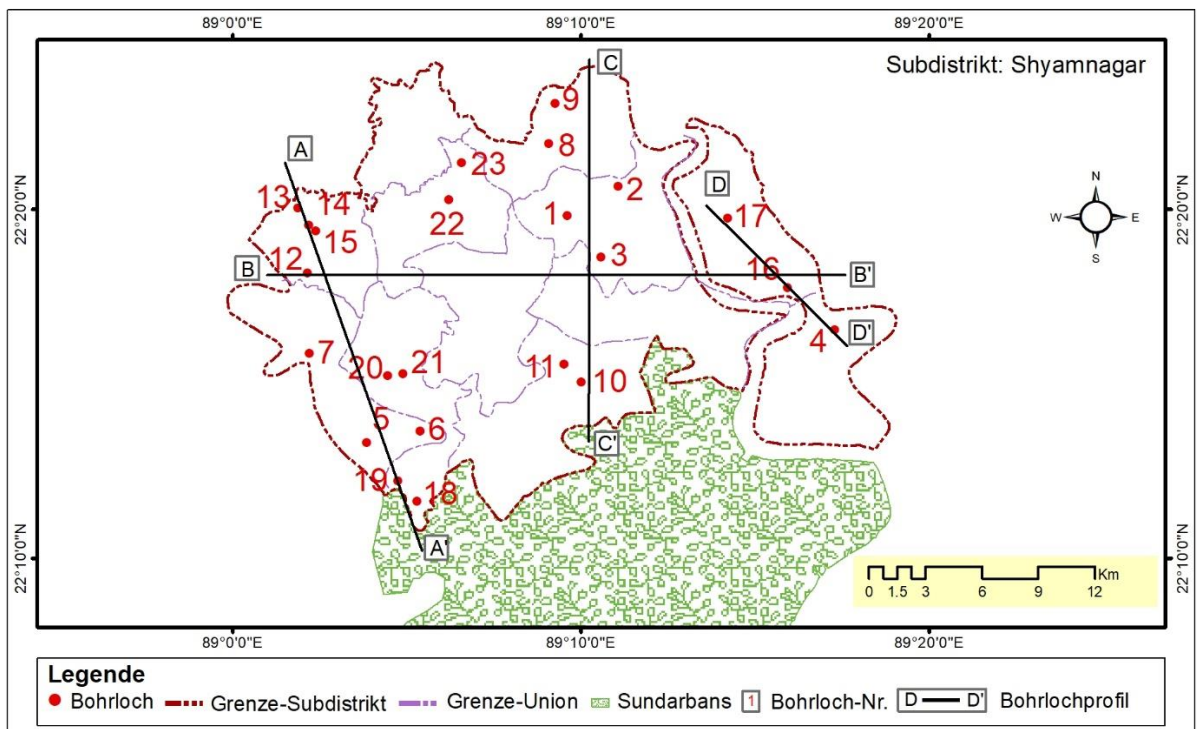 89°0'0"E 89°10'0"E 89°20'0"E
Subdistrikt: Shyamnagar
C
9
8
23
A
D
22°20'0"N
13 14
15
22
2
1
17
N
W E
S
22°20'0"N
12
3
16
B
B'
7
4
D'
20 21
11 10
5
6
C'
19 18
A'
22°10'0"N
22°10'0"N
Km
0 1.5 3 6 9 12
89°0'0"E 89°10'0"E 89°20'0"E
Legende
Bohrloch Grenze-Subdistrikt Grenze-Union Sundarbans 1 Bohrloch-Nr. D D' Bohrlochprofil